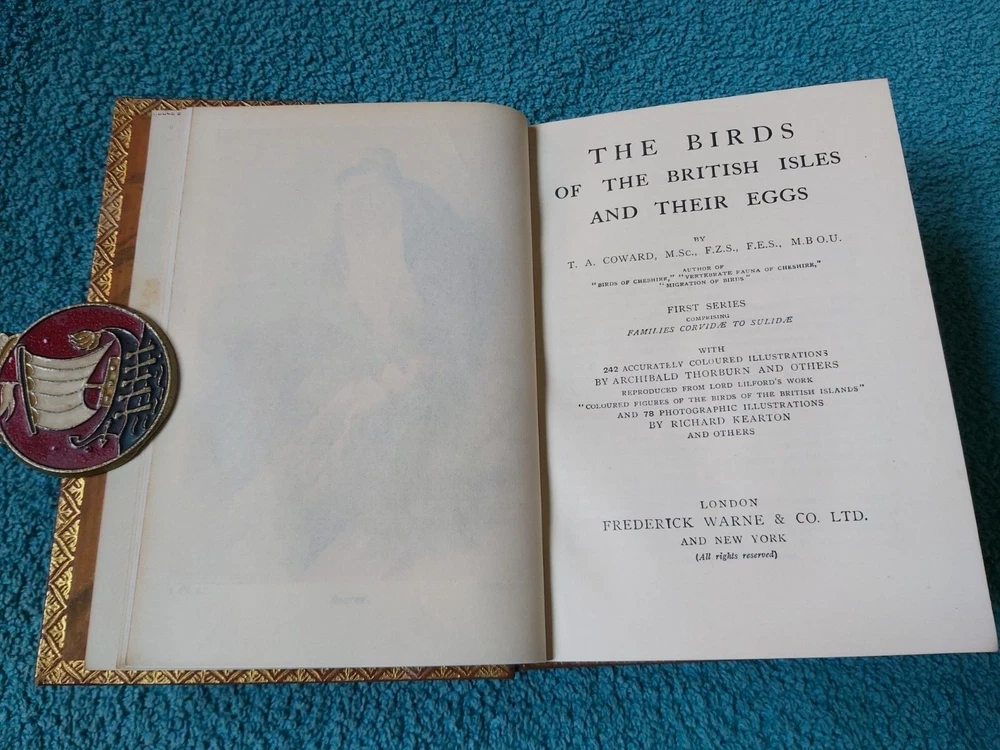 THE BIRDS
OF THE BRITISH ISLES
AND THEIR EGGS
BY
T. A. COWARD, M.Sc., F.Z.S., F.E.S., M.B O.U.
AUTHOR OF
"BIRDS OF CHESHIRE," "VERTEBRATE FAUNA OF CHESHIRE,"
"MIGRATION OF BIRDS"
FIRST SERIES
COMPRISING
FAMILIES CORVIDÆ TO SULIDÆ
WITH
242 ACCURATELY COLOURED ILLUSTRATIONS
BY ARCHIBALD THORBURN AND OTHERS
REPRODUCED FROM LORD LILFORD'S WORK
"COLOURED FIGURES OF THE BIRDS OF THE BRITISH ISLANDS"
AND 78 PHOTOGRAPHIC ILLUSTRATIONS
BY RICHARD KEARTON
AND OTHERS
LONDON
FREDERICK WARNE & CO. LTD.
AND NEW YORK
(All rights reserved)